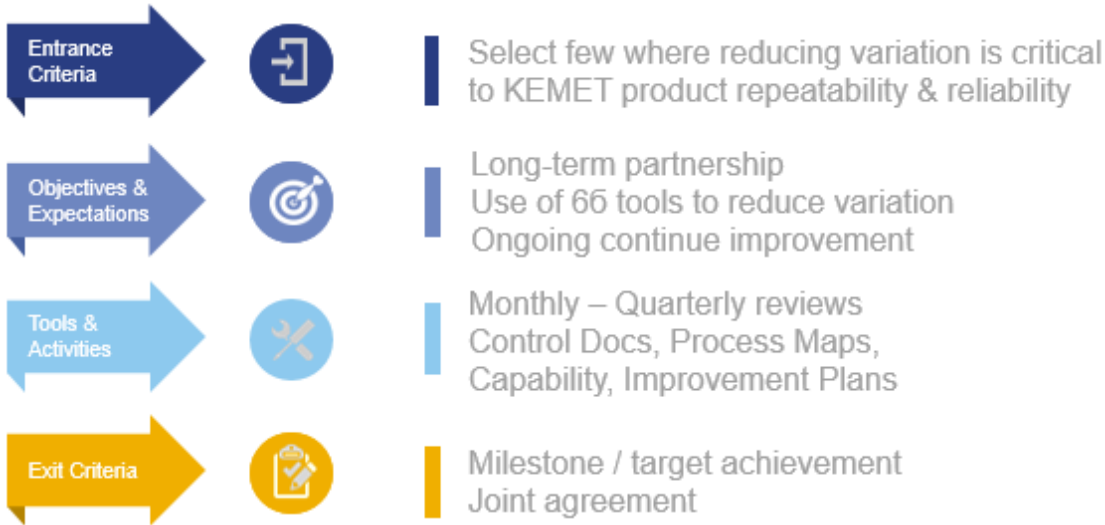 Entrance
Criteria
Select few where reducing variation is critical
to KEMET product repeatability & reliability
Objectives &
Expectations
Long-term partnership
Use of 6б tools to reduce variation
Ongoing continue improvement
Tools &
Activities
Monthly – Quarterly reviews
Control Docs, Process Maps,
Capability, Improvement Plans
Exit Criteria
Milestone / target achievement
Joint agreement